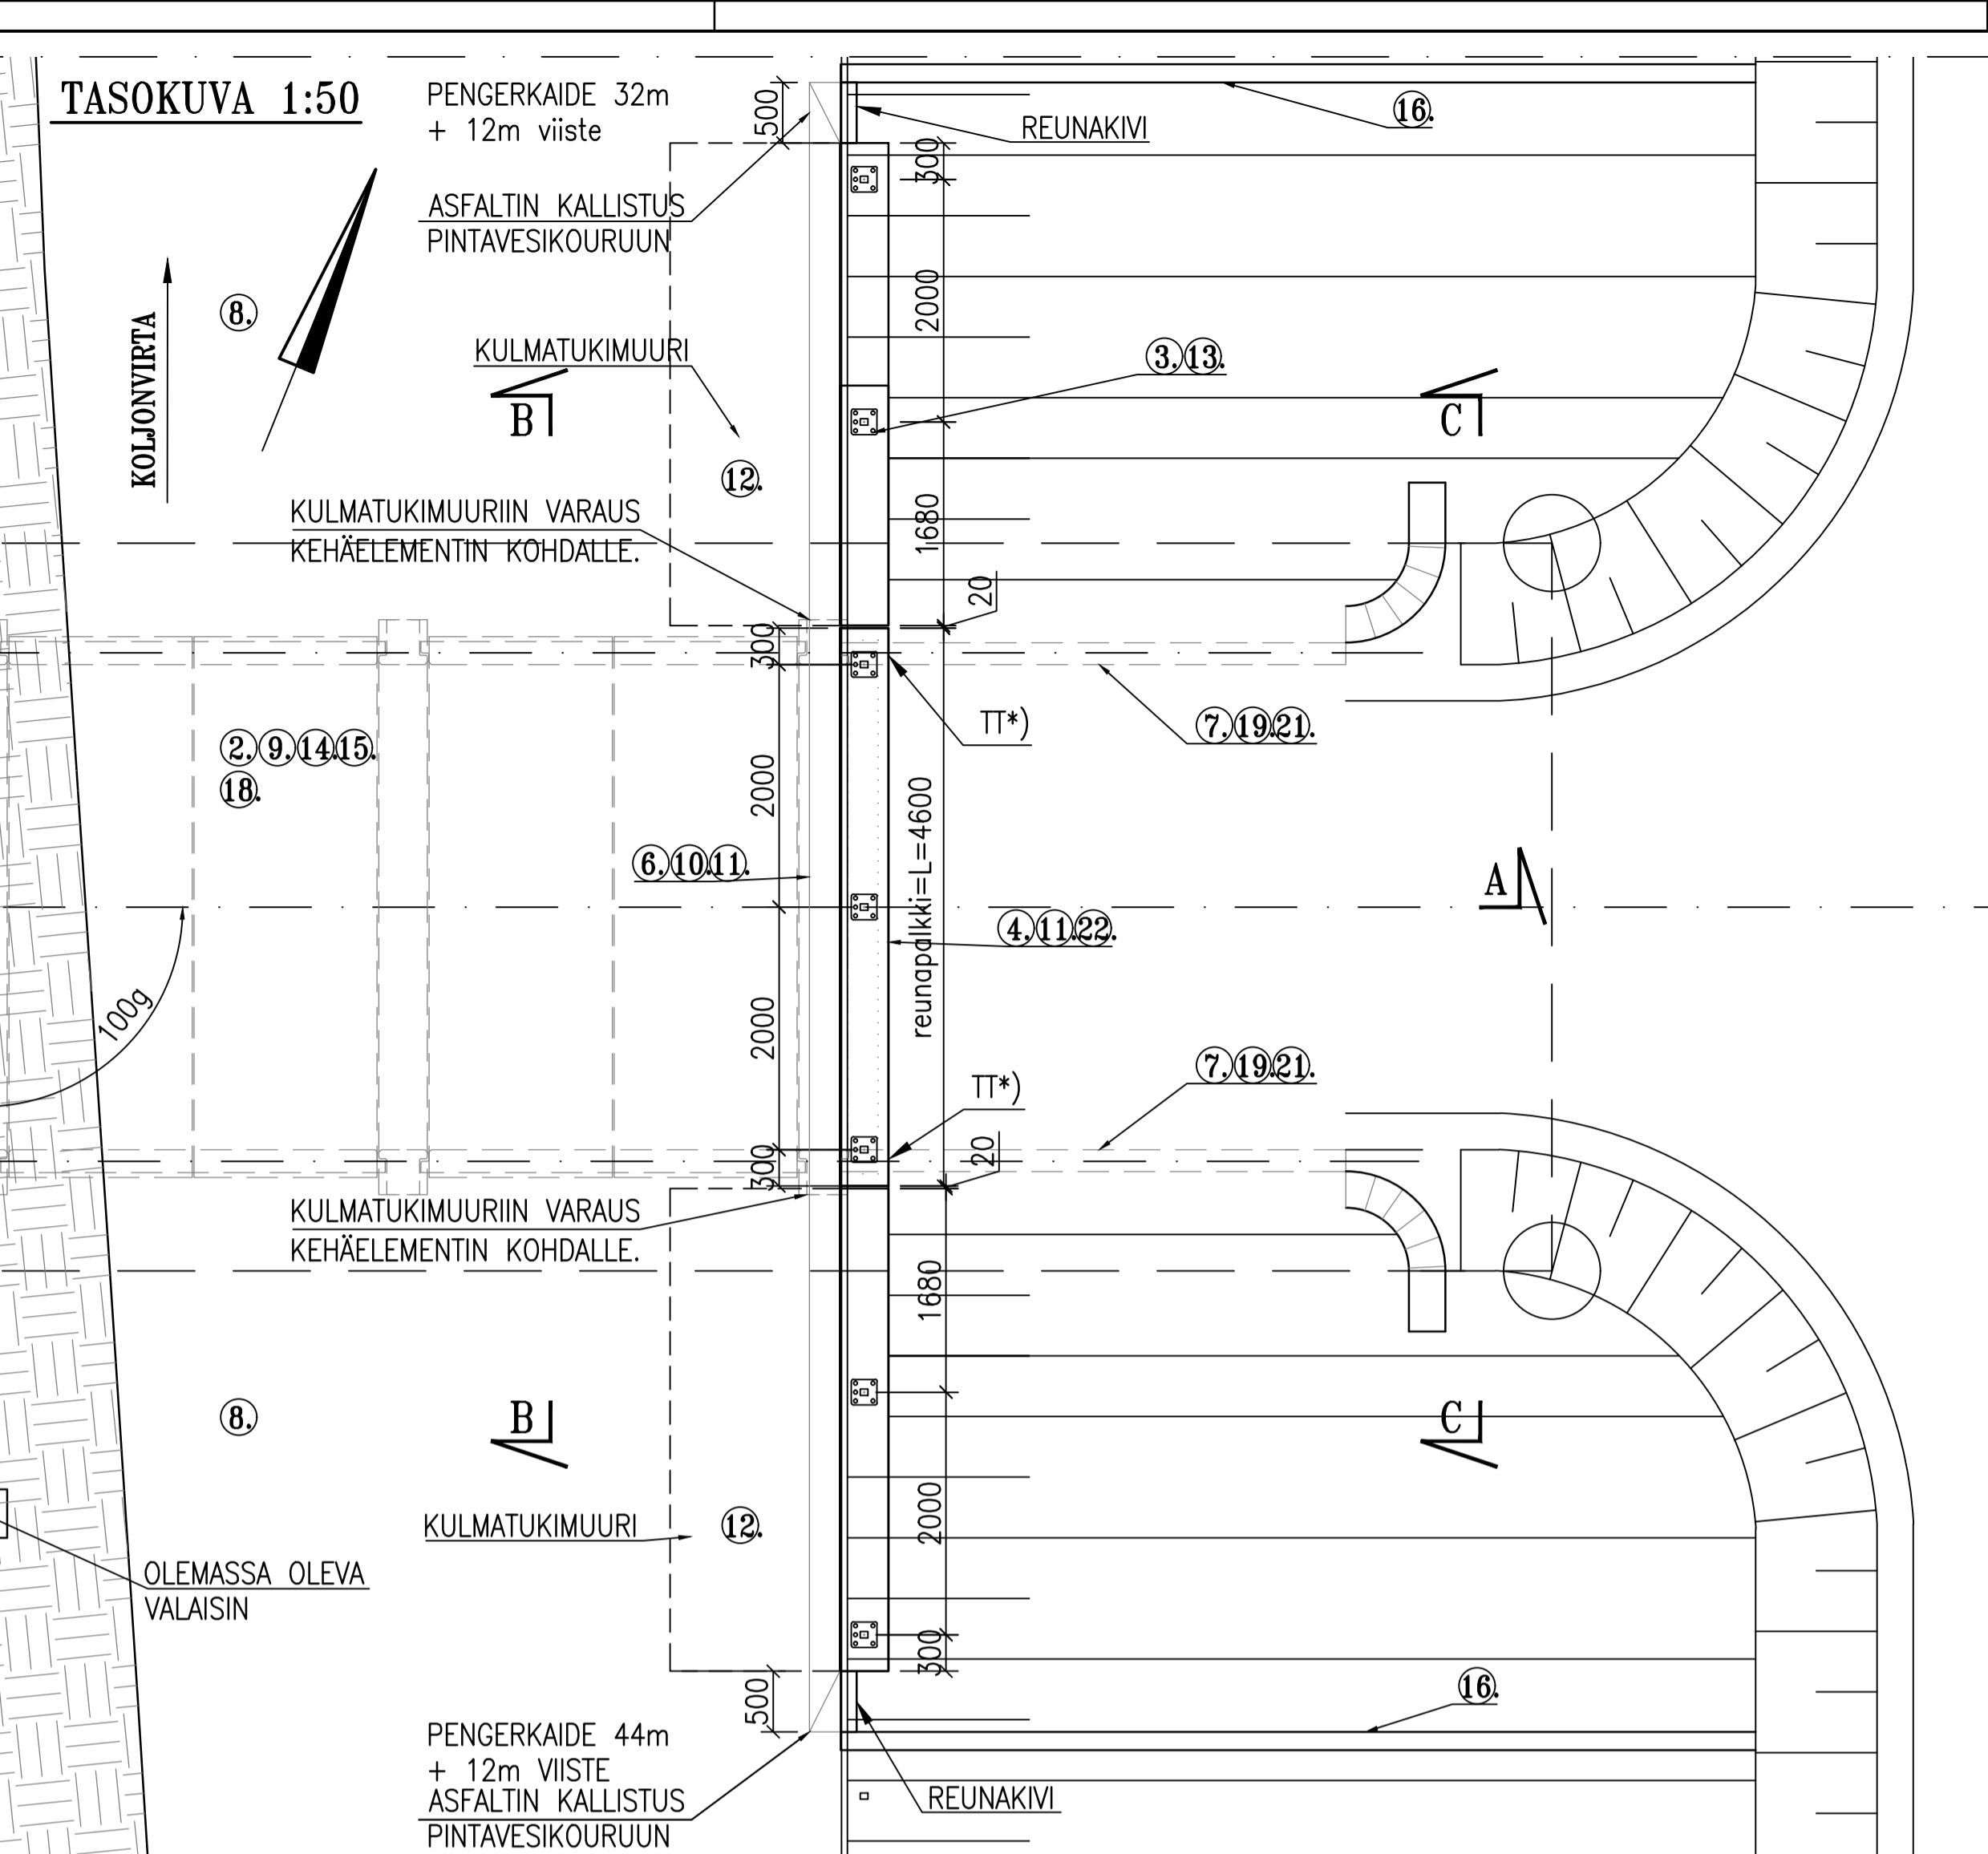 TASOKUVA 1:50
PENGERKAIDE 32m
+ 12m viiste
500
REUNAKIVI
16.
300
ASFALTIN KALLISTUS
PINTAVESIKOURUUN
KOLJONVIRTA
8.
2000
KULMATUKIMUURI
3. 13.
B
C
12.
KULMATUKIMUURIIN VARAUS
KEHÄELEMENTIN KOHDALLE.
1680
20
300
TT*)
7. 19. 21.
2. 9. 14. 15.
18.
2000
reunapalkki=L=4600
6. 10. 11.
A
4. 11. 22.
100g
2000
7. 19. 21.
TT*)
20
300
KULMATUKIMUURIIN VARAUS
KEHÄELEMENTIN KOHDALLE.
1680
8.
B
C
2000
KULMATUKIMUURI
12.
OLEMASSA OLEVA
VALAISIN
300
500
16.
PENGERKAIDE 44m
+ 12m VIISTE
ASFALTIN KALLISTUS
PINTAVESIKOURUUN
REUNAKIVI